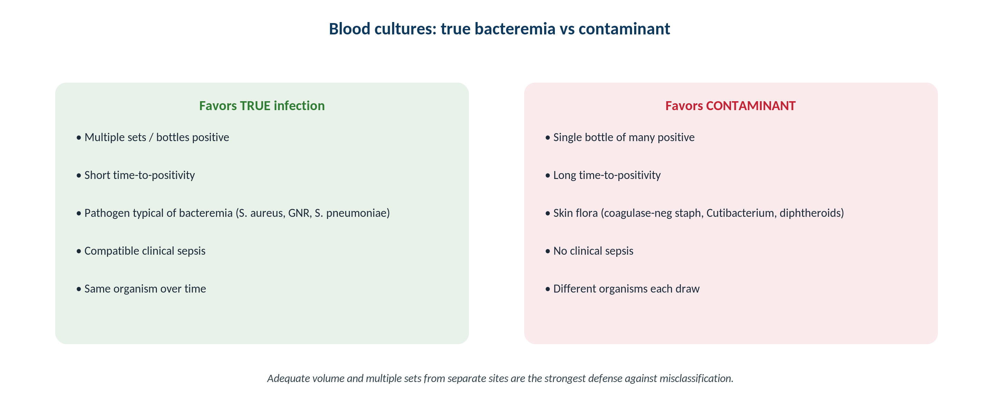 Blood cultures: true bacteremia vs contaminant
Favors TRUE infection
• Multiple sets / bottles positive
• Short time-to-positivity
• Pathogen typical of bacteremia (S. aureus, GNR, S. pneumoniae)
• Compatible clinical sepsis
• Same organism over time
Favors CONTAMINANT
• Single bottle of many positive
• Long time-to-positivity
• Skin flora (coagulase-neg staph, Cutibacterium, diphtheroids)
• No clinical sepsis
• Different organisms each draw
Adequate volume and multiple sets from separate sites are the strongest defense against misclassification.